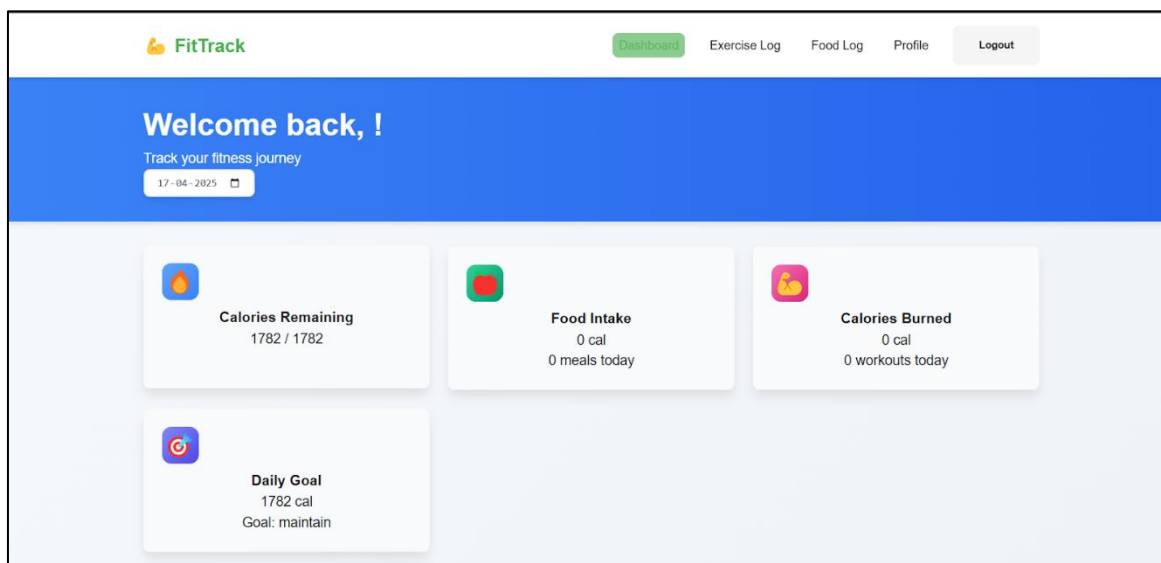 FitTrack
Dashboard Exercise Log Food Log Profile Logout
Welcome back, !
Track your fitness journey
17-04-2025
Calories Remaining
1782 / 1782
Food Intake
0 cal
0 meals today
Calories Burned
0 cal
0 workouts today
Daily Goal
1782 cal
Goal: maintain